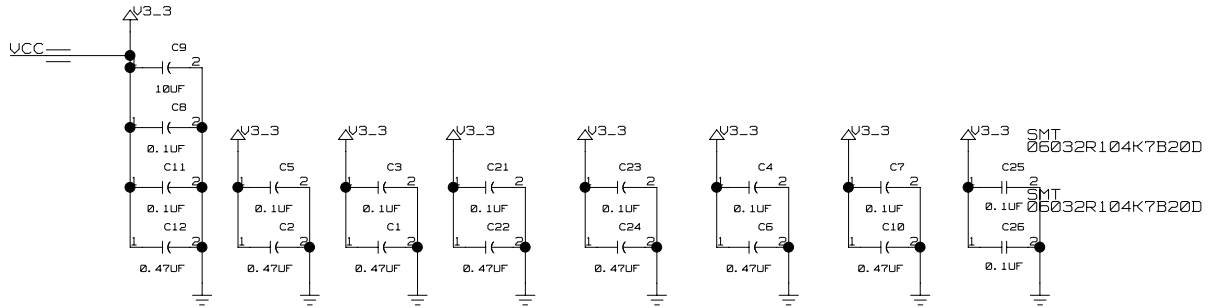 V3_3
VCC
C9
1 2
10UF
C8
1 2
0.1UF
C11
1 2
0.1UF
C12
1 2
0.47UF
V3_3
C5
1 2
0.1UF
C2
1 2
0.47UF
V3_3
C3
1 2
0.1UF
C1
1 2
0.47UF
V3_3
C21
1 2
0.1UF
C22
1 2
0.47UF
V3_3
C23
1 2
0.1UF
C24
1 2
0.47UF
V3_3
C4
1 2
0.1UF
C6
1 2
0.47UF
V3_3
C7
1 2
0.1UF
C10
1 2
0.47UF
V3_3
SMT
06032R104K7B20D
C25
1 2
0.1UF
SMT
06032R104K7B20D
C26
1 2
0.1UF